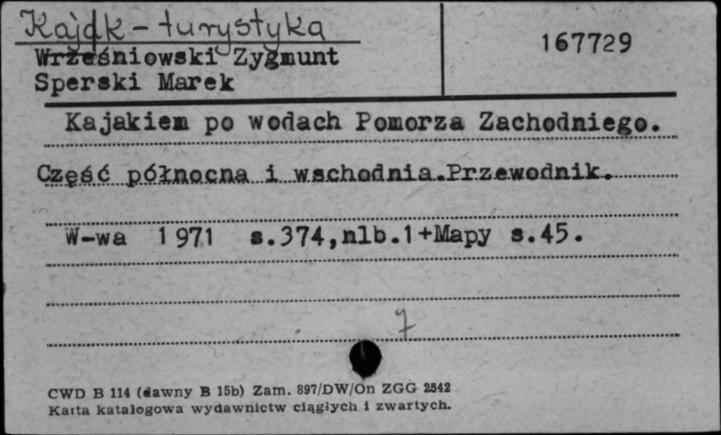 Kajak - turystyka
167729
Wrześniowski Zygmunt
Sperski Marek
Kajakiem po wodach Pomorza Zachodniego.
Część północna i wschodnia.Przewodnik.
W-wa 1971 s.374,nlb.1+Mapy s.45.
7
CWD B 114 (dawny B 15b) Zam. 897/DW/On ZGG 2542
Karta katalogowa wydawnictw ciągłych i zwartych.